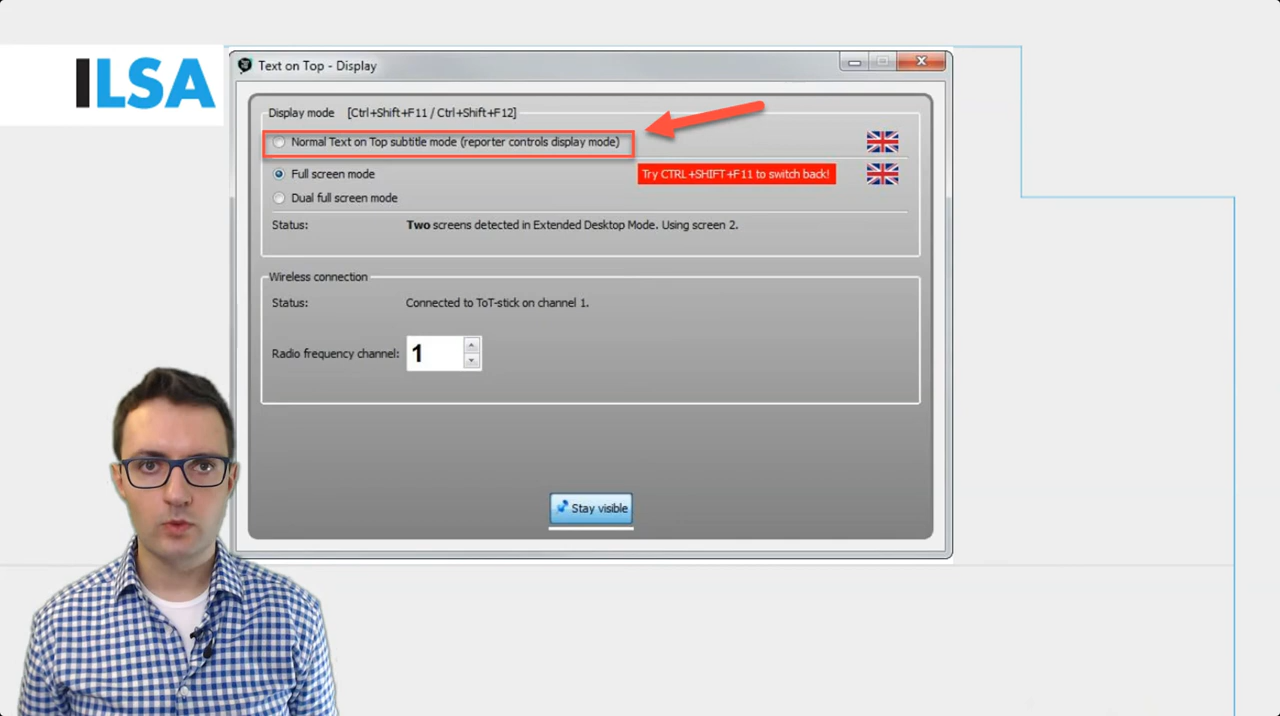 ILSA
Text on Top - Display
Display mode [Ctrl+Shift+F11 / Ctrl+Shift+F12]
Normal Text on Top subtitle mode (reporter controls display mode)
Full screen mode
Try CTRL+SHIFT+F11 to switch back!
Dual full screen mode
Status: Two screens detected in Extended Desktop Mode. Using screen 2.
Wireless connection
Status: Connected to ToT-stick on channel 1.
Radio frequency channel: 1
Stay visible